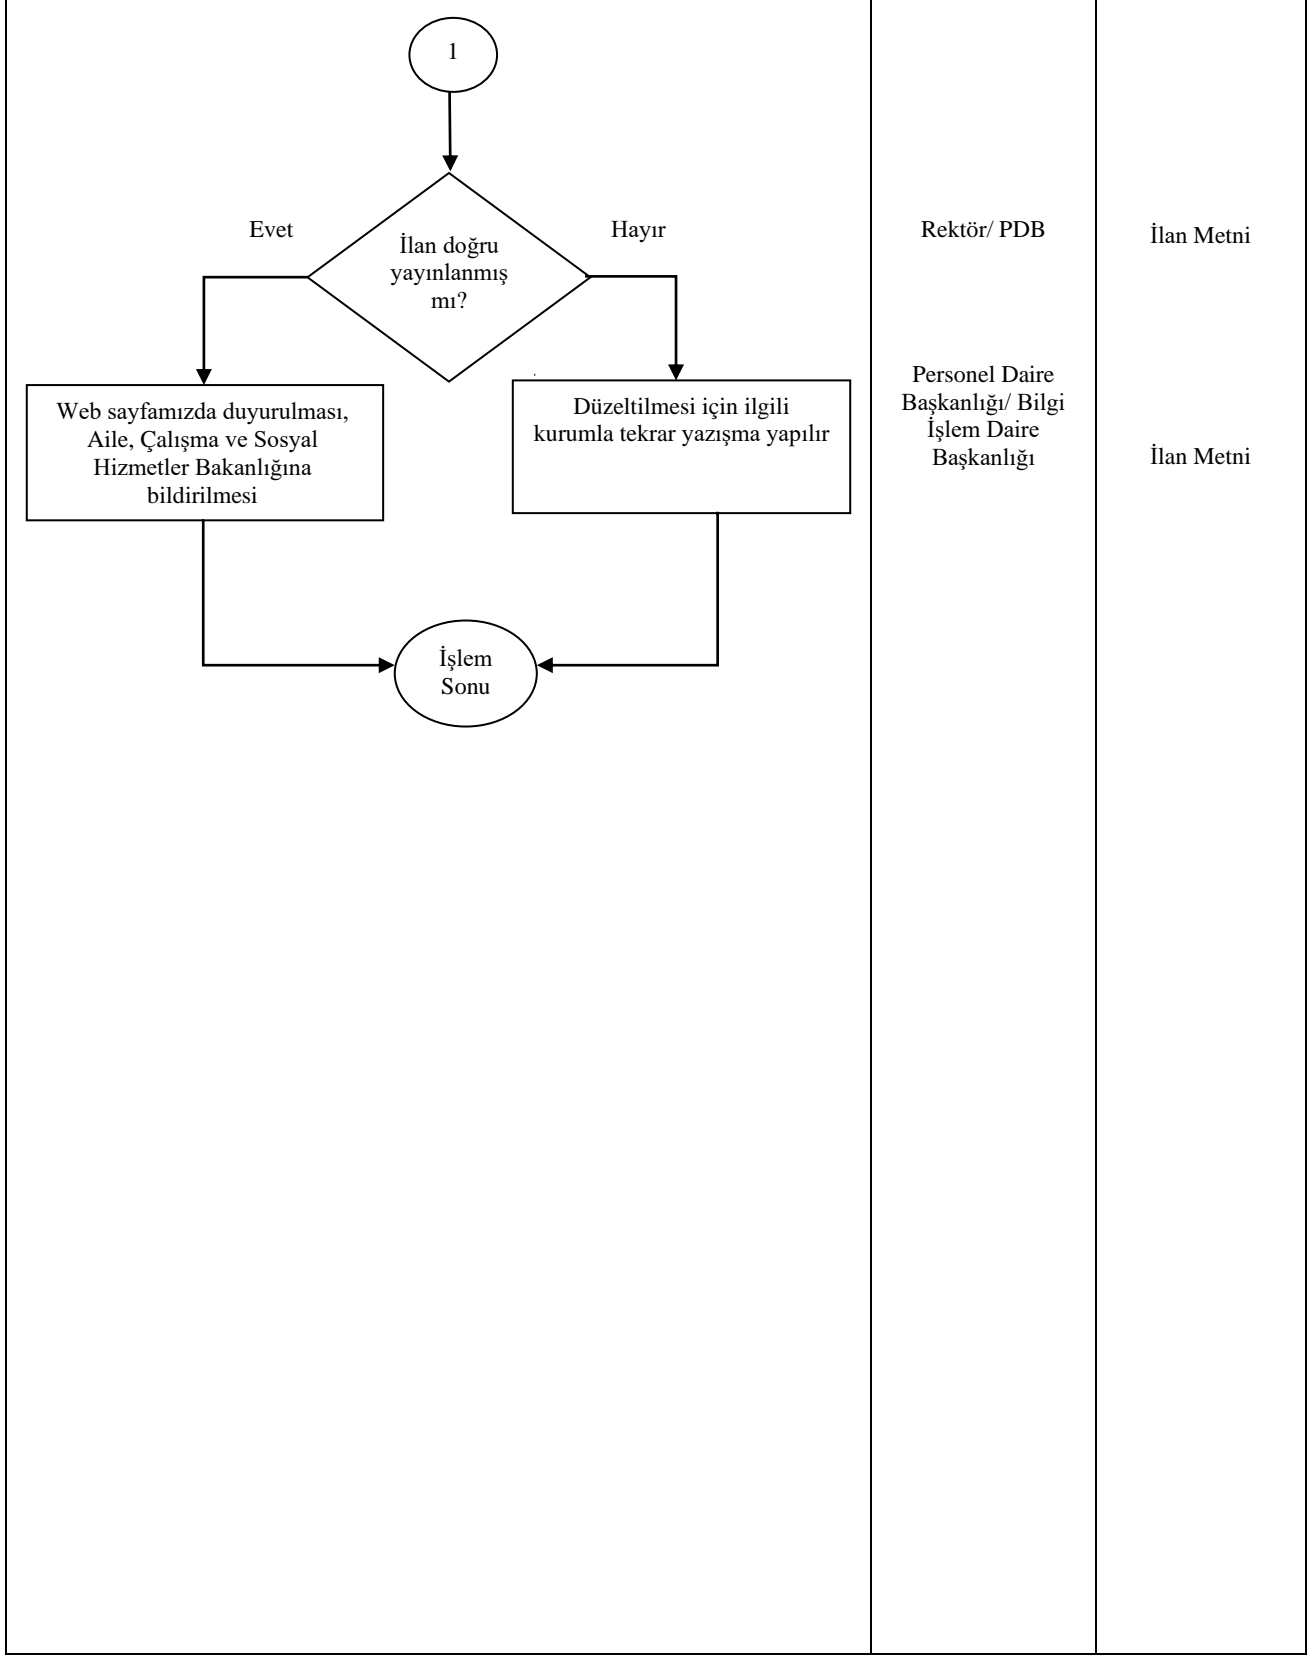 1
Evet
Hayır
İlan doğru
yayınlanmış
mı?
Rektör/ PDB
İlan Metni
Web sayfamızda duyurulması,
Aile, Çalışma ve Sosyal
Hizmetler Bakanlığına
bildirilmesi
Düzeltilmesi için ilgili
kurumla tekrar yazışma yapılır
Personel Daire
Başkanlığı/ Bilgi
İşlem Daire
Başkanlığı
İlan Metni
İşlem
Sonu